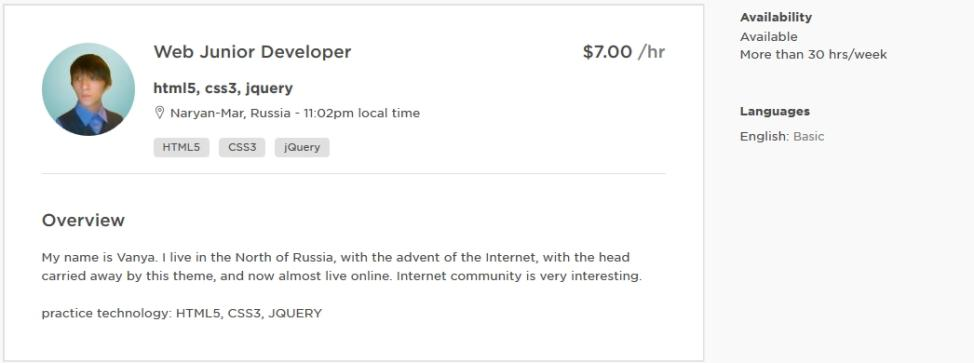 Web Junior Developer
$7.00 /hr
html5, css3, jquery
Naryan-Mar, Russia - 11:02pm local time
HTML5 CSS3 jQuery
Overview
My name is Vanya. I live in the North of Russia, with the advent of the Internet, with the head
carried away by this theme, and now almost live online. Internet community is very interesting.
practice technology: HTML5, CSS3, JQUERY
Availability
Available
More than 30 hrs/week
Languages
English: Basic